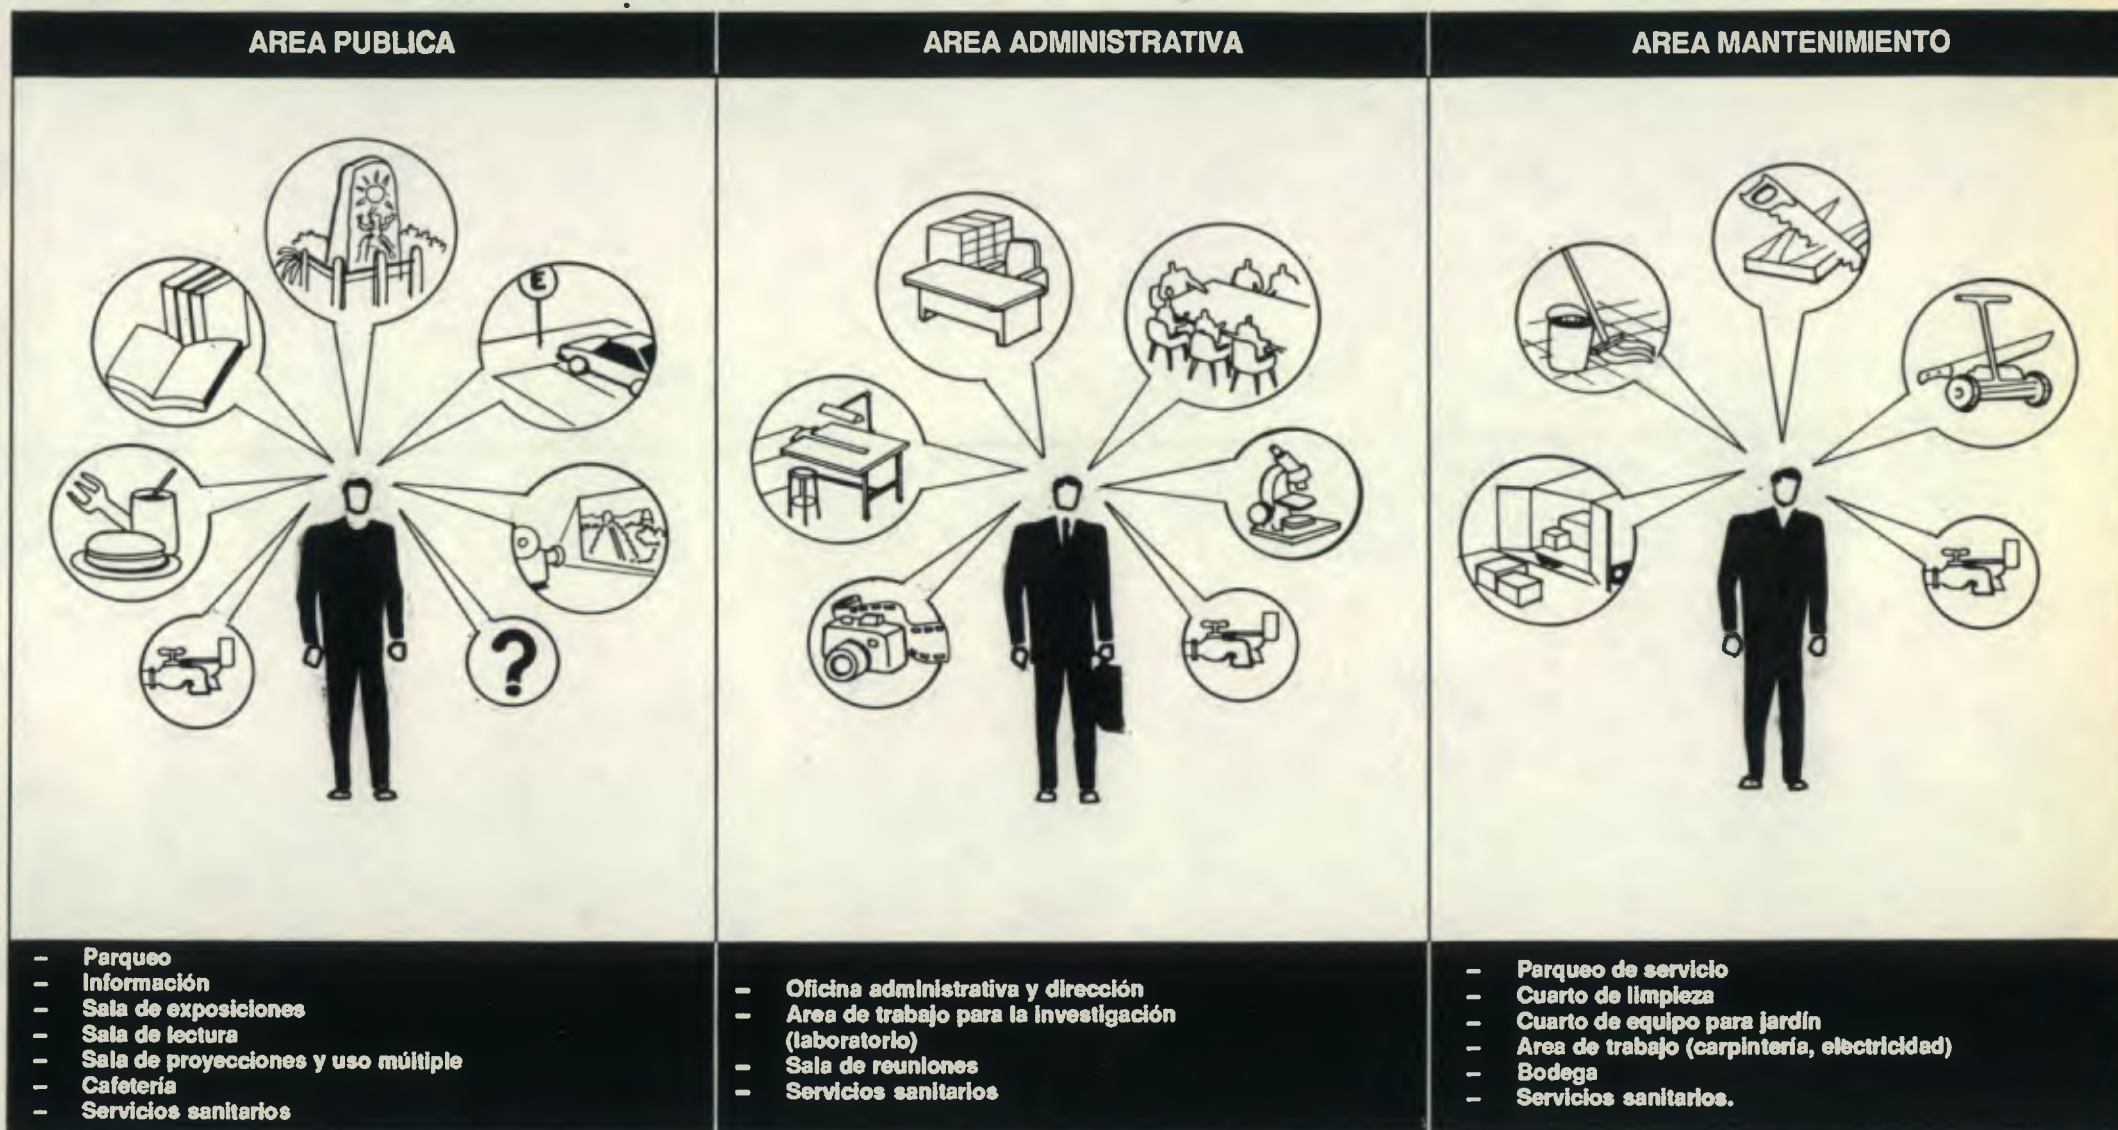 AREA PUBLICA
AREA ADMINISTRATIVA
AREA MANTENIMIENTO
E
?
– Parqueo
– Información
– Sala de exposiciones
– Sala de lectura
– Sala de proyecciones y uso múltiple
– Cafetería
– Servicios sanitarios
– Oficina administrativa y dirección
– Area de trabajo para la investigación
(laboratorio)
– Sala de reuniones
– Servicios sanitarios
– Parqueo de servicio
– Cuarto de limpieza
– Cuarto de equipo para jardín
– Area de trabajo (carpintería, electricidad)
– Bodega
– Servicios sanitarios.